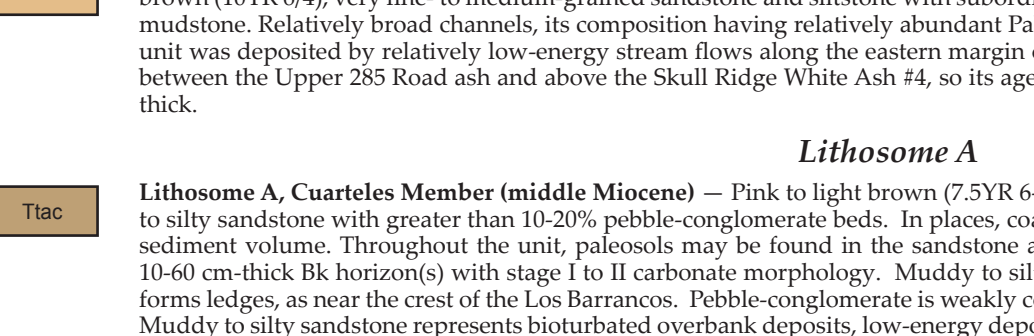 brown (10YR 6/4), very fine- to medium-grained sandstone and siltstone with
mudstone. Relatively broad channels, its composition having relatively abundant
unit was deposited by relatively low-energy stream flows along the eastern margin
between the Upper 285 Road ash and above the Skull Ridge White Ash #4, so its age
thick.
Lithosome A
Ttac
Lithosome A, Cuarteles Member (middle Miocene) — Pink to light brown (7.5YR 6-
to silty sandstone with greater than 10-20% pebble-conglomerate beds. In places,
sediment volume. Throughout the unit, paleosols may be found in the sandstone
10-60 cm-thick Bk horizon(s) with stage I to II carbonate morphology. Muddy to
forms ledges, as near the crest of the Los Barrancos. Pebble-conglomerate is weakly
Muddy to silty sandstone represents bioturbated overbank deposits, low-energy